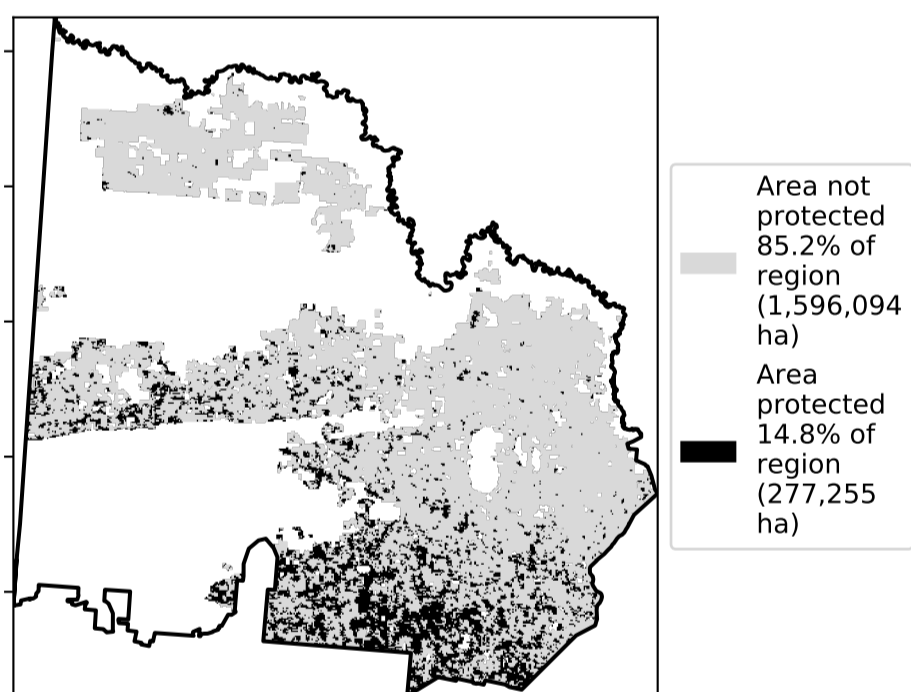 Area not
protected
85.2% of
region
(1,596,094
ha)
Area
protected
14.8% of
region
(277,255
ha)